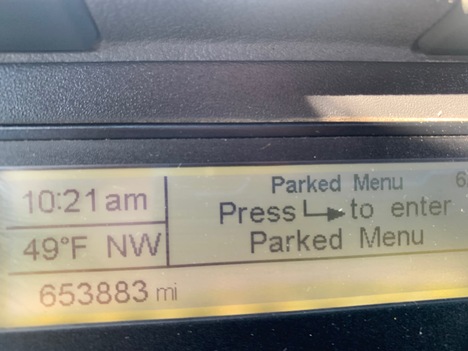 10:21 am
49°F NW
653883 mi
Parked Menu
Press to enter
Parked Menu